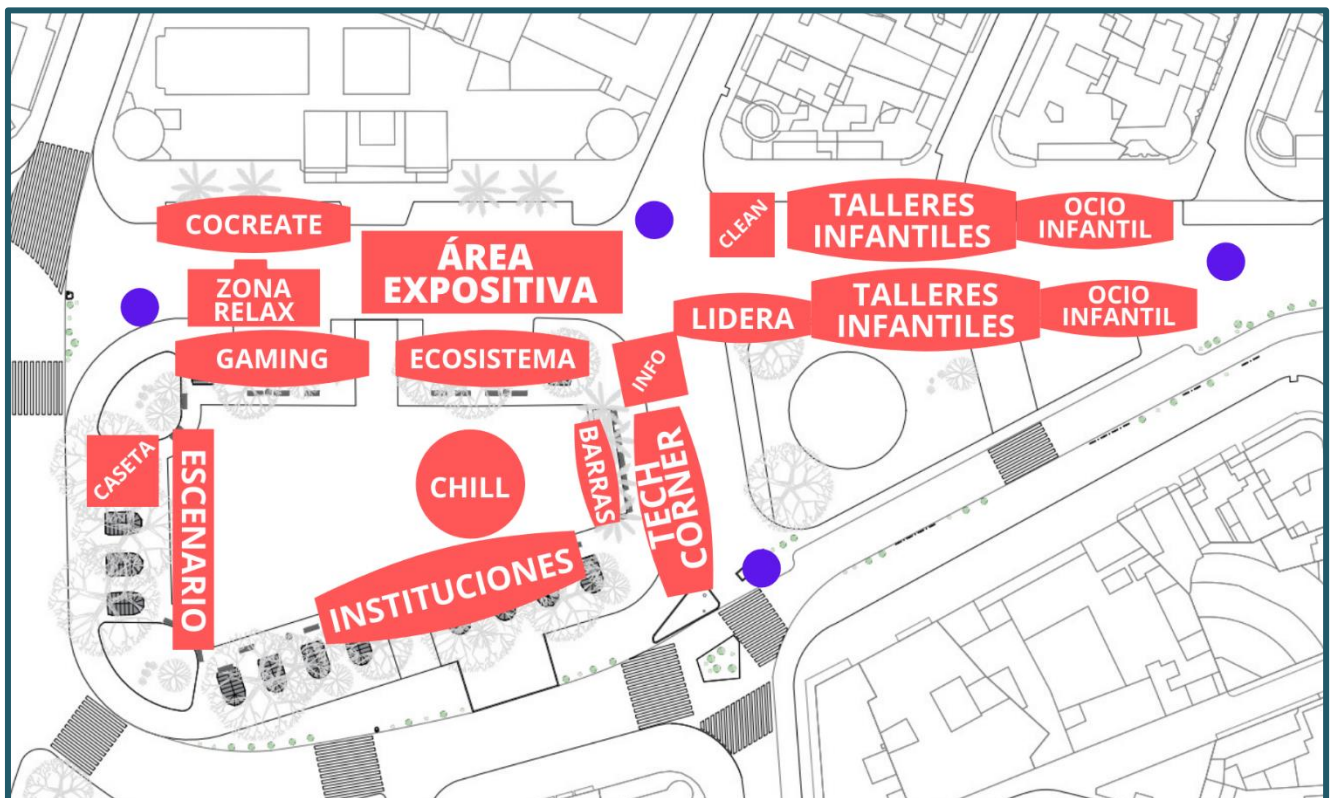 COCREATE
ÁREA
EXPOSITIVA
CLEAN
TALLERES
INFANTILES
OCIO
INFANTIL
ZONA
RELAX
LIDERA
TALLERES
INFANTILES
OCIO
INFANTIL
GAMING
ECOSISTEMA
INFO
CASETA
ESCENARIO
CHILL
BARRAS
TECH
CORNER
INSTITUCIONES